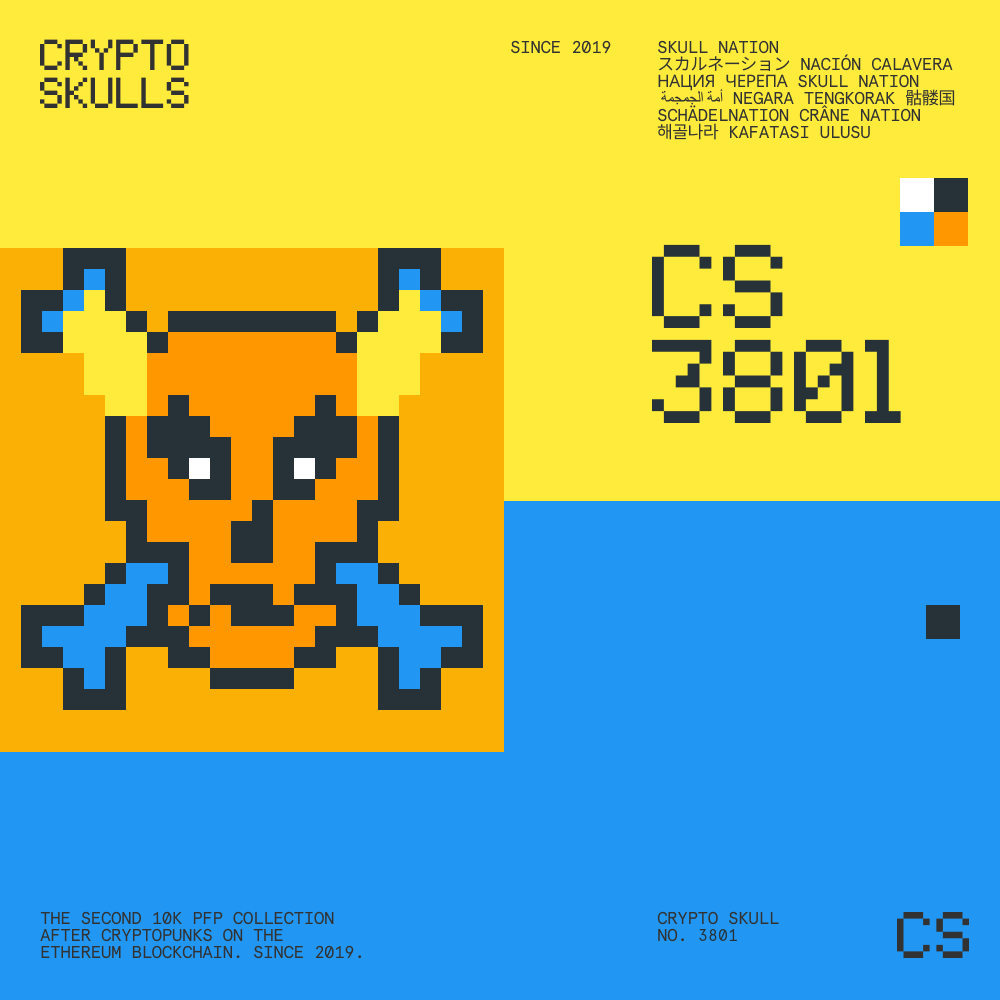 CRYPTO
SKULLS
SINCE 2019
SKULL NATION
スカルネーション NACIÓN CALAVERA
НАЦИЯ ЧЕРЕПА SKULL NATION
أمة الجمجمة NEGARA TENGKORAK 骷髅国
SCHÄDELNATION CRÂNE NATION
해골나라 KAFATASI ULUSU
CS
3801
THE SECOND 10K PFP COLLECTION
AFTER CRYPTOPUNKS ON THE
ETHEREUM BLOCKCHAIN. SINCE 2019.
CRYPTO SKULL
NO. 3801
CS